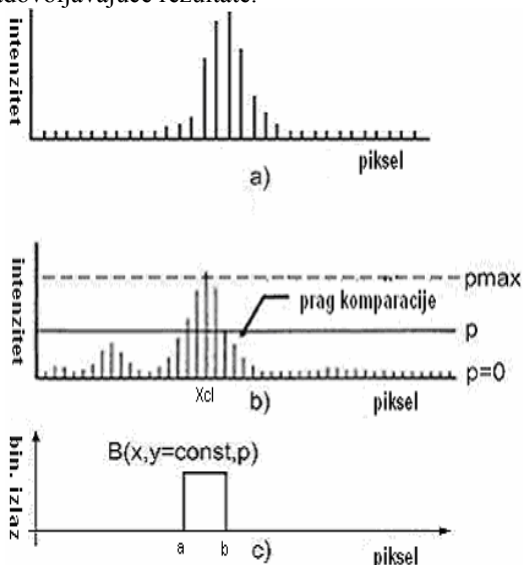 intenzitet
piksel
a)
intenzitet
pmax
prag komparacije
p
p=0
Xcl
b)
piksel
bin. izlaz
B(x,y=const,p)
a
b
c)
piksel